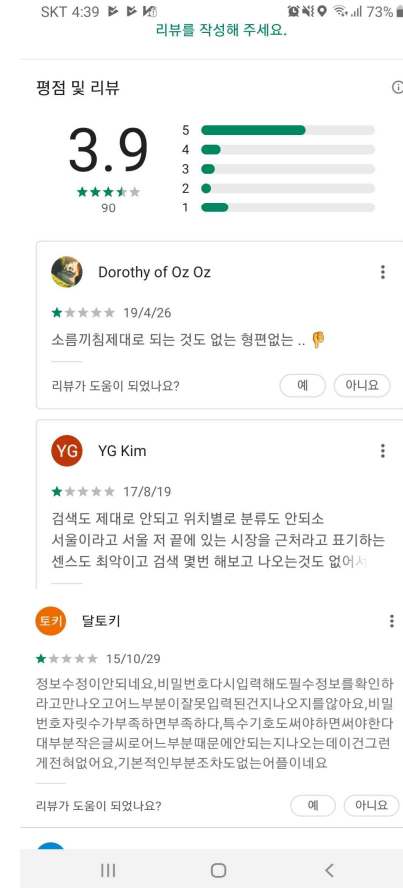 SKT 4:39
73%
리뷰를 작성해 주세요.
평점 및 리뷰
3.9
90
5
4
3
2
1
Dorothy of Oz Oz
19/4/26
소름끼침제대로 되는 것도 없는 형편없는 ..
리뷰가 도움이 되었나요?
예
아니요
YG
YG Kim
17/8/19
검색도 제대로 안되고 위치별로 분류도 안되소
서울이라고 서울 저 끝에 있는 시장을 근처라고 표기하는
센스도 최악이고 검색 몇번 해보고 나오는것도 없어서
토키
달토키
15/10/29
정보수정이안되네요,비밀번호다시입력해도필수정보를확인하
라고만나오고어느부분이잘못입력된건지나오지를않아요,비밀
번호자릿수가부족하면부족하다,특수기호도써야하면써야한다
대부분작은글씨로어느부분때문에안되는지나오는데이건그런
게전혀없어요,기본적인부분조차도없는어플이네요
리뷰가 도움이 되었나요?
예
아니요